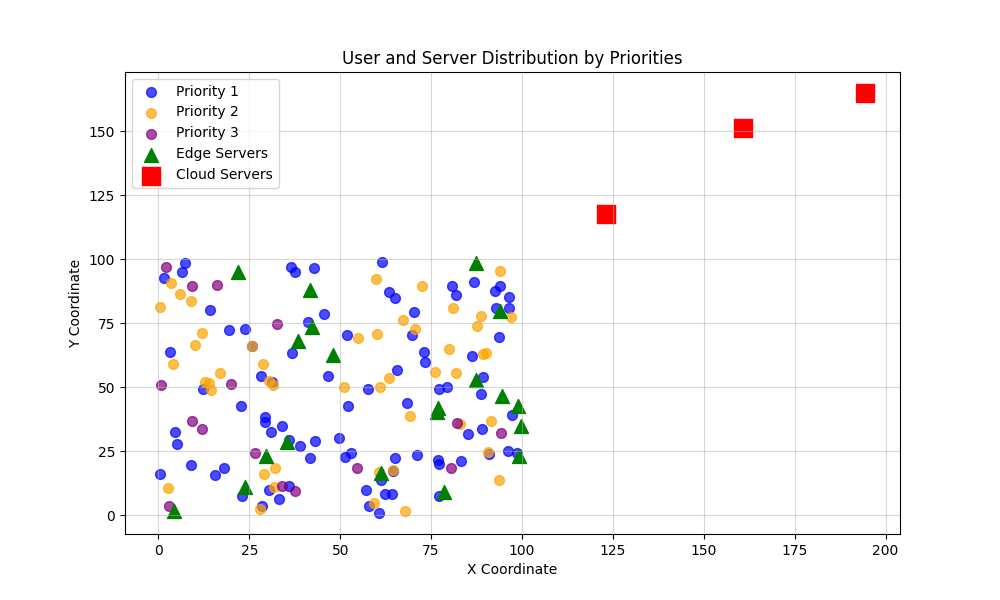 User and Server Distribution by Priorities
Priority 1
Priority 2
Priority 3
Edge Servers
Cloud Servers
Y Coordinate
150
125
100
75
50
25
0
0 25 50 75 100 125 150 175 200
X Coordinate